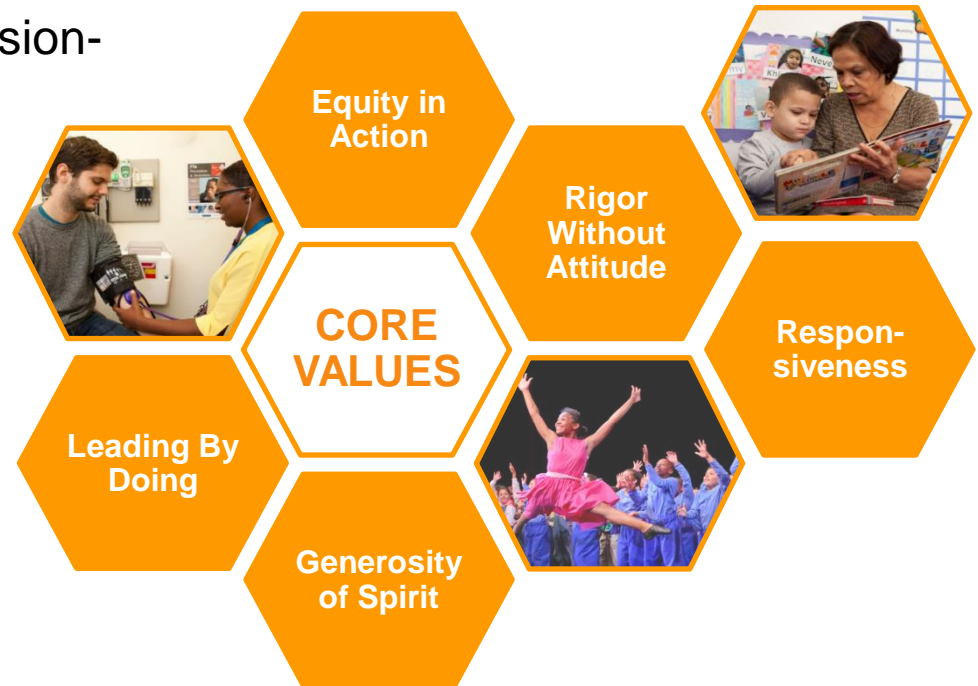 sion-
Equity in
Action
Rigor
Without
Attitude
Respon-
siveness
CORE
VALUES
Leading By
Doing
Generosity
of Spirit